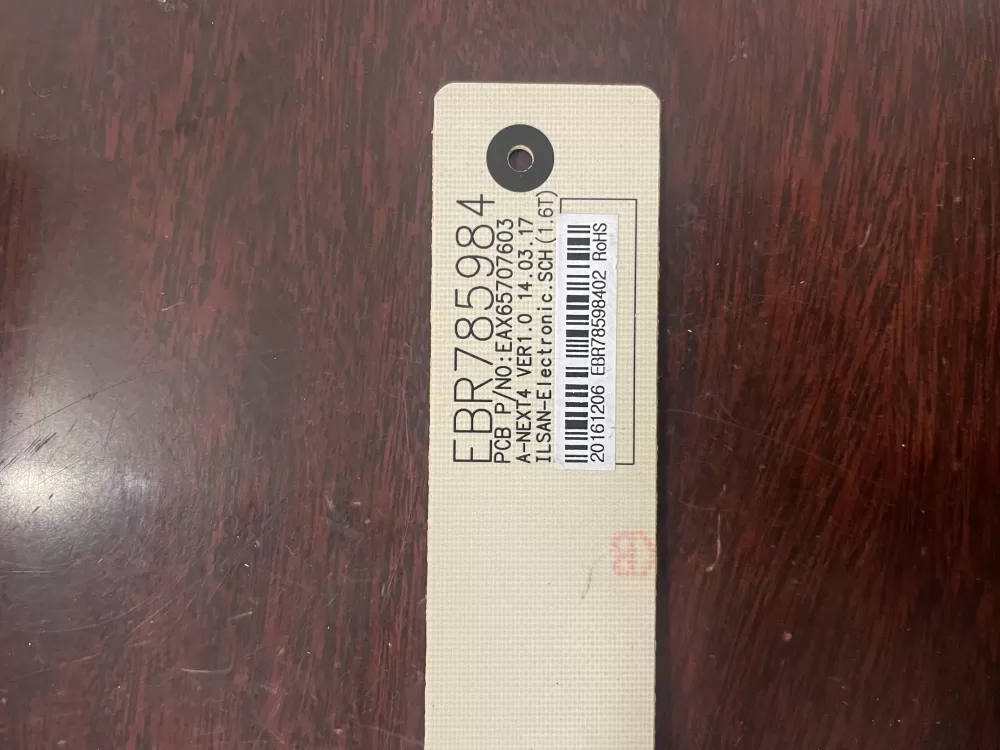 EBR785984
PCB P/NO:EAX65707603
A-NEXT4 VER1.0 14.03.17
ILSAN-Electronic.SCH(1.6T)
20161206 EBR78598402 RoHS